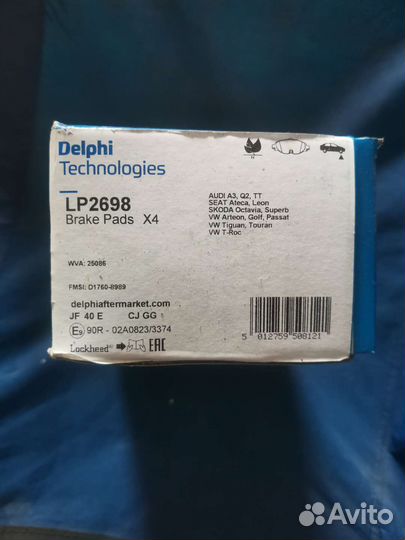 Delphi
Technologies
LP2698
Brake Pads X4
AUDI A3, Q2, TT
SEAT Ateca, Leon
SKODA Octavia, Superb
VW Arteon, Golf, Passat
VW Tiguan, Touran
VW T-Roc
WVA: 25086
FMSI: D1760-8989
delphiaftermarket.com
JF 40 E CJ GG
E9 90R - 02A0823/3374
Lockheed EAC
5 012759 508121
Avito